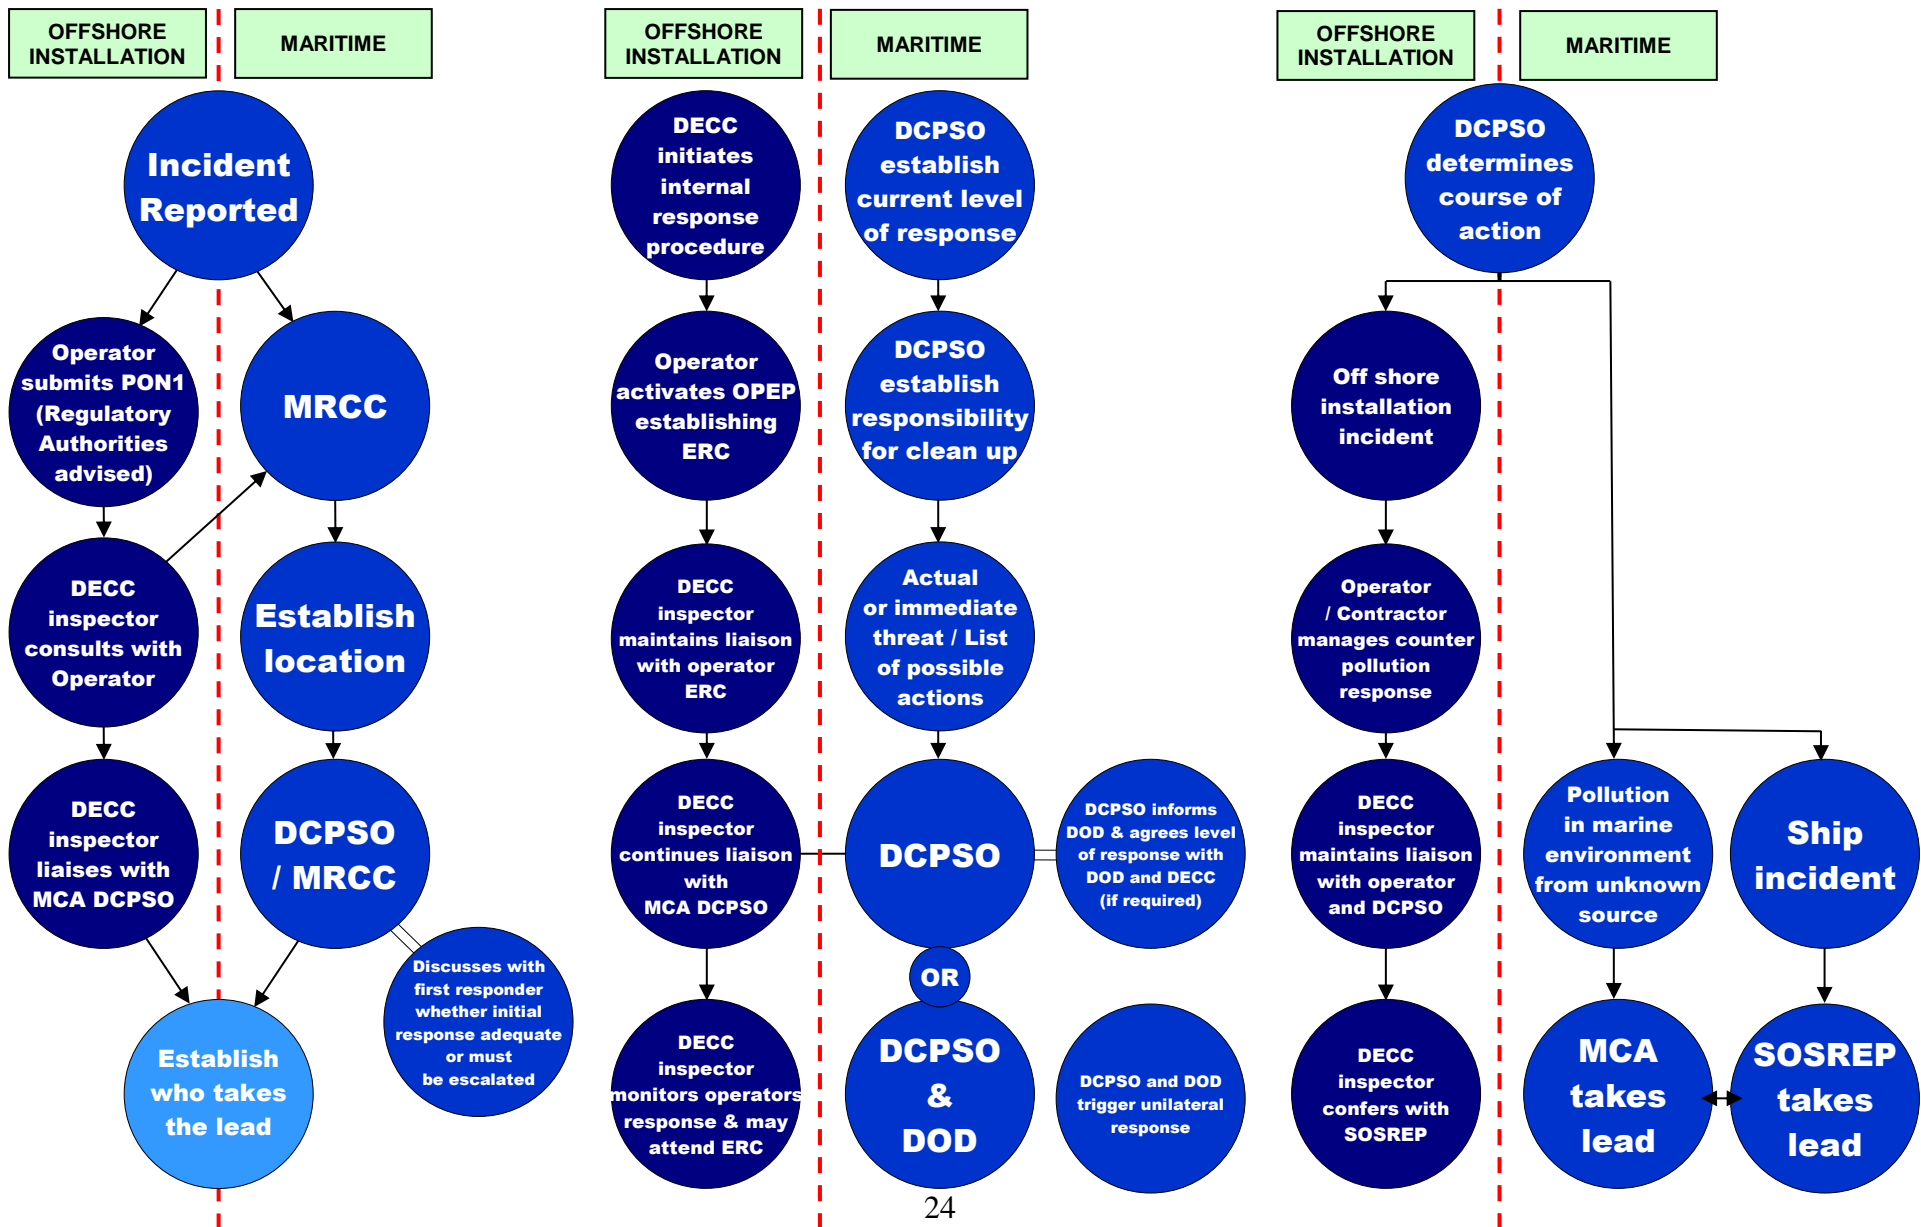 OFFSHORE
INSTALLATION
MARITIME
Incident
Reported
Operator
submits PON1
(Regulatory
Authorities
advised)
MRCC
DECC
inspector
consults with
Operator
Establish
location
DECC
inspector
liaises with
MCA DCPSO
DCPSO
/ MRCC
Discusses with
first responder
whether initial
response adequate
or must
be escalated
Establish
who takes
the lead
OFFSHORE
INSTALLATION
MARITIME
DECC
initiates
internal
response
procedure
DCPSO
establish
current level
of response
Operator
activates OPEP
establishing
ERC
DCPSO
establish
responsibility
for clean up
DECC
inspector
maintains liaison
with operator
ERC
Actual
or immediate
threat / List
of possible
actions
DECC
inspector
continues liaison
with
MCA DCPSO
DCPSO
DCPSO informs
DOD & agrees level
of response with
DOD and DECC
(if required)
OR
DECC
inspector
monitors operators
response & may
attend ERC
DCPSO
&
DOD
DCPSO and DOD
trigger unilateral
response
OFFSHORE
INSTALLATION
MARITIME
DCPSO
determines
course of
action
Off shore
installation
incident
Operator
/ Contractor
manages counter
pollution
response
DECC
inspector
maintains liaison
with operator
and DCPSO
Pollution
in marine
environment
from unknown
source
Ship
incident
DECC
inspector
confers with
SOSREP
MCA
takes
lead
SOSREP
takes
lead
24